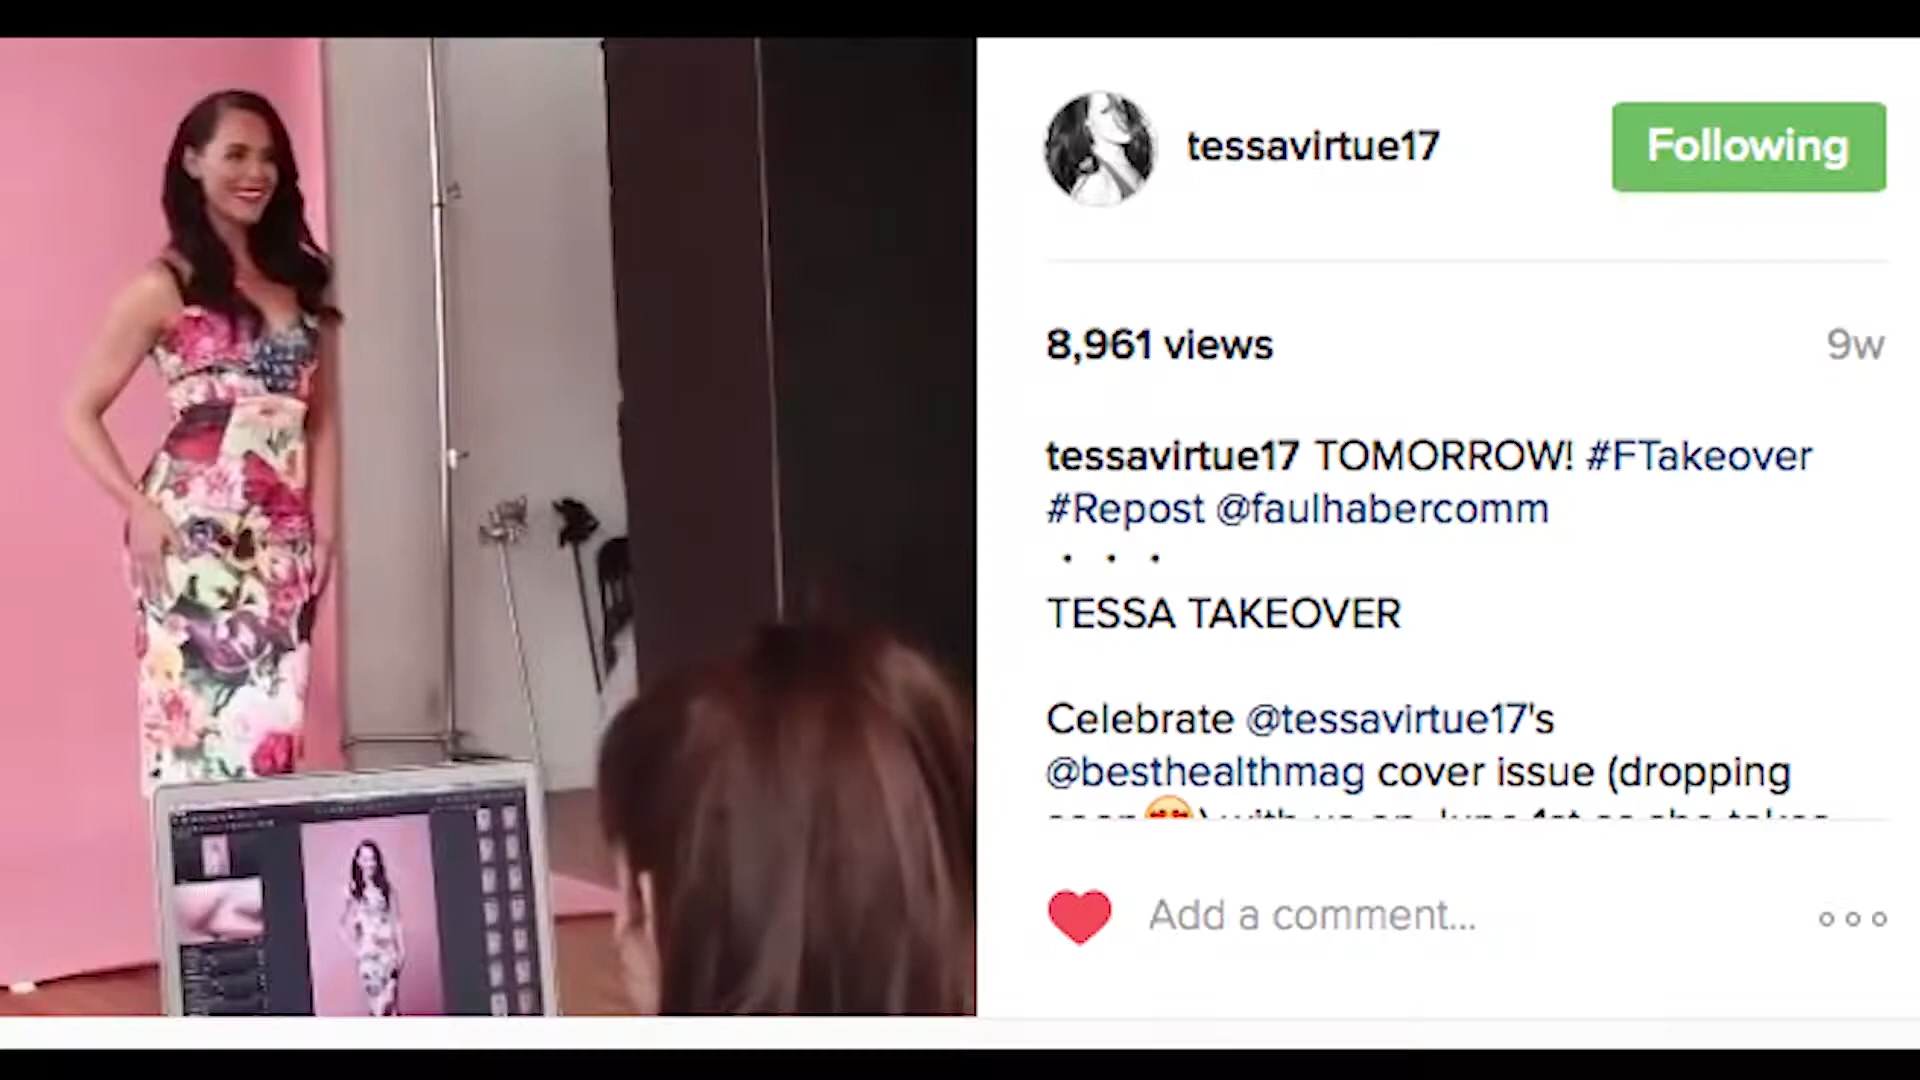 tessavirtue17
Following
8,961 views
9w
tessavirtue17 TOMORROW! #FTakeover
#Repost @faulhabercomm
・・・
TESSA TAKEOVER
Celebrate @tessavirtue17's
@besthealthmag cover issue (dropping
Add a comment...